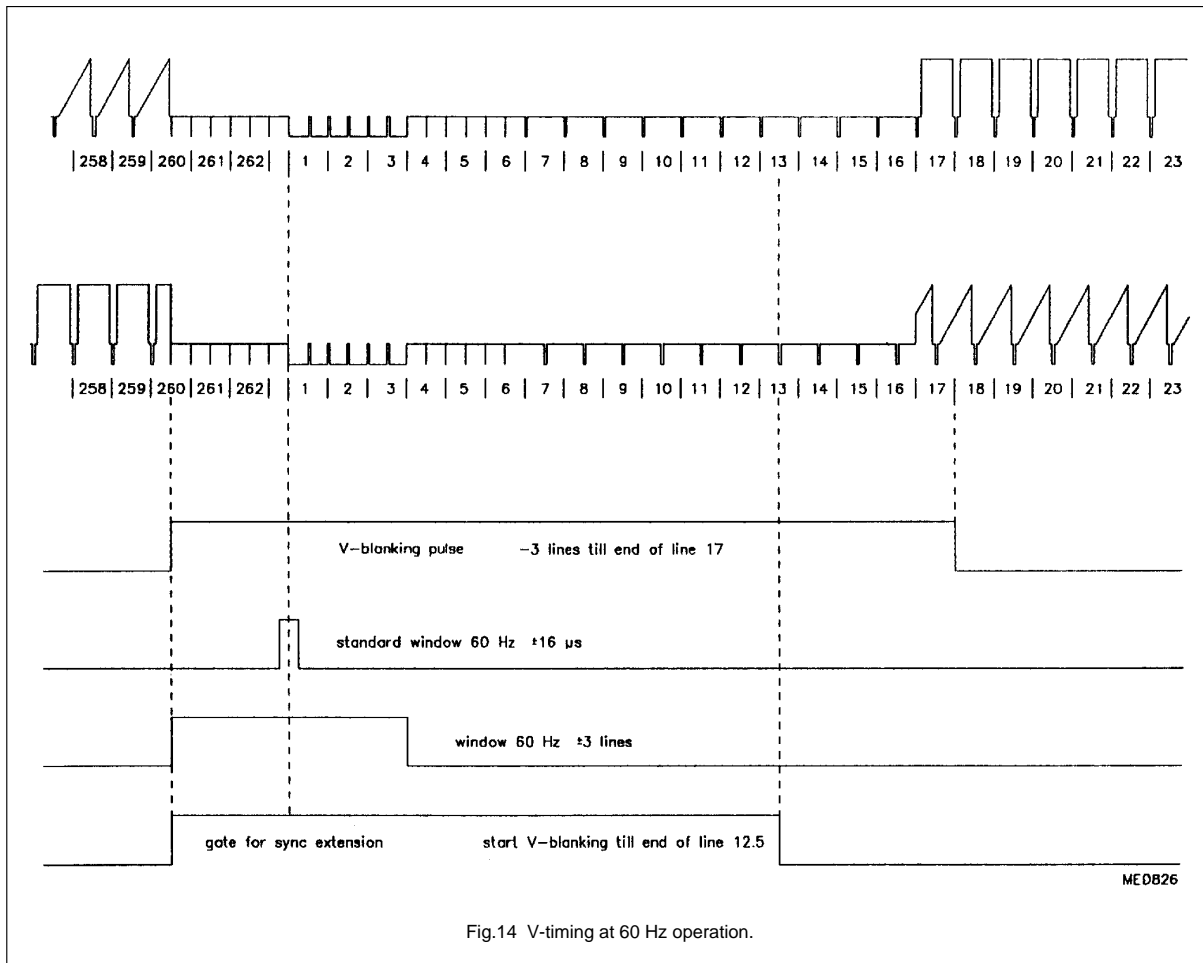 258 259 260 261 262 1 2 3 4 5 6 7 8 9 10 11 12 13 14 15 16 17 18 19 20 21 22 23
258 259 260 261 262 1 2 3 4 5 6 7 8 9 10 11 12 13 14 15 16 17 18 19 20 21 22 23
V-blanking pulse -3 lines till end of line 17
standard window 60 Hz ±16 µs
window 60 Hz ±3 lines
gate for sync extension start V-blanking till end of line 12.5
MED826
Fig.14 V-timing at 60 Hz operation.